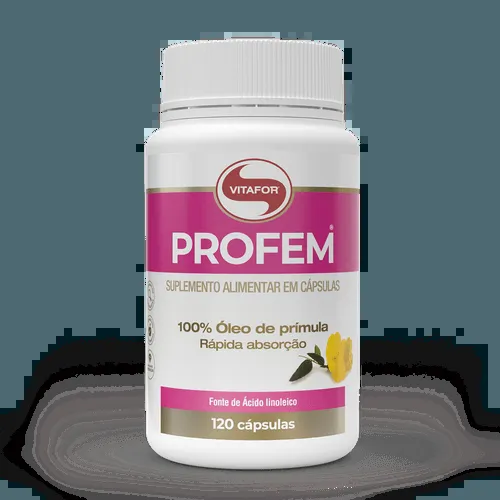 VITAFOR®
PROFEM®
SUPLEMENTO ALIMENTAR EM CÁPSULAS
100% Óleo de prímula
Rápida absorção
Fonte de Ácido linoleico
120 cápsulas